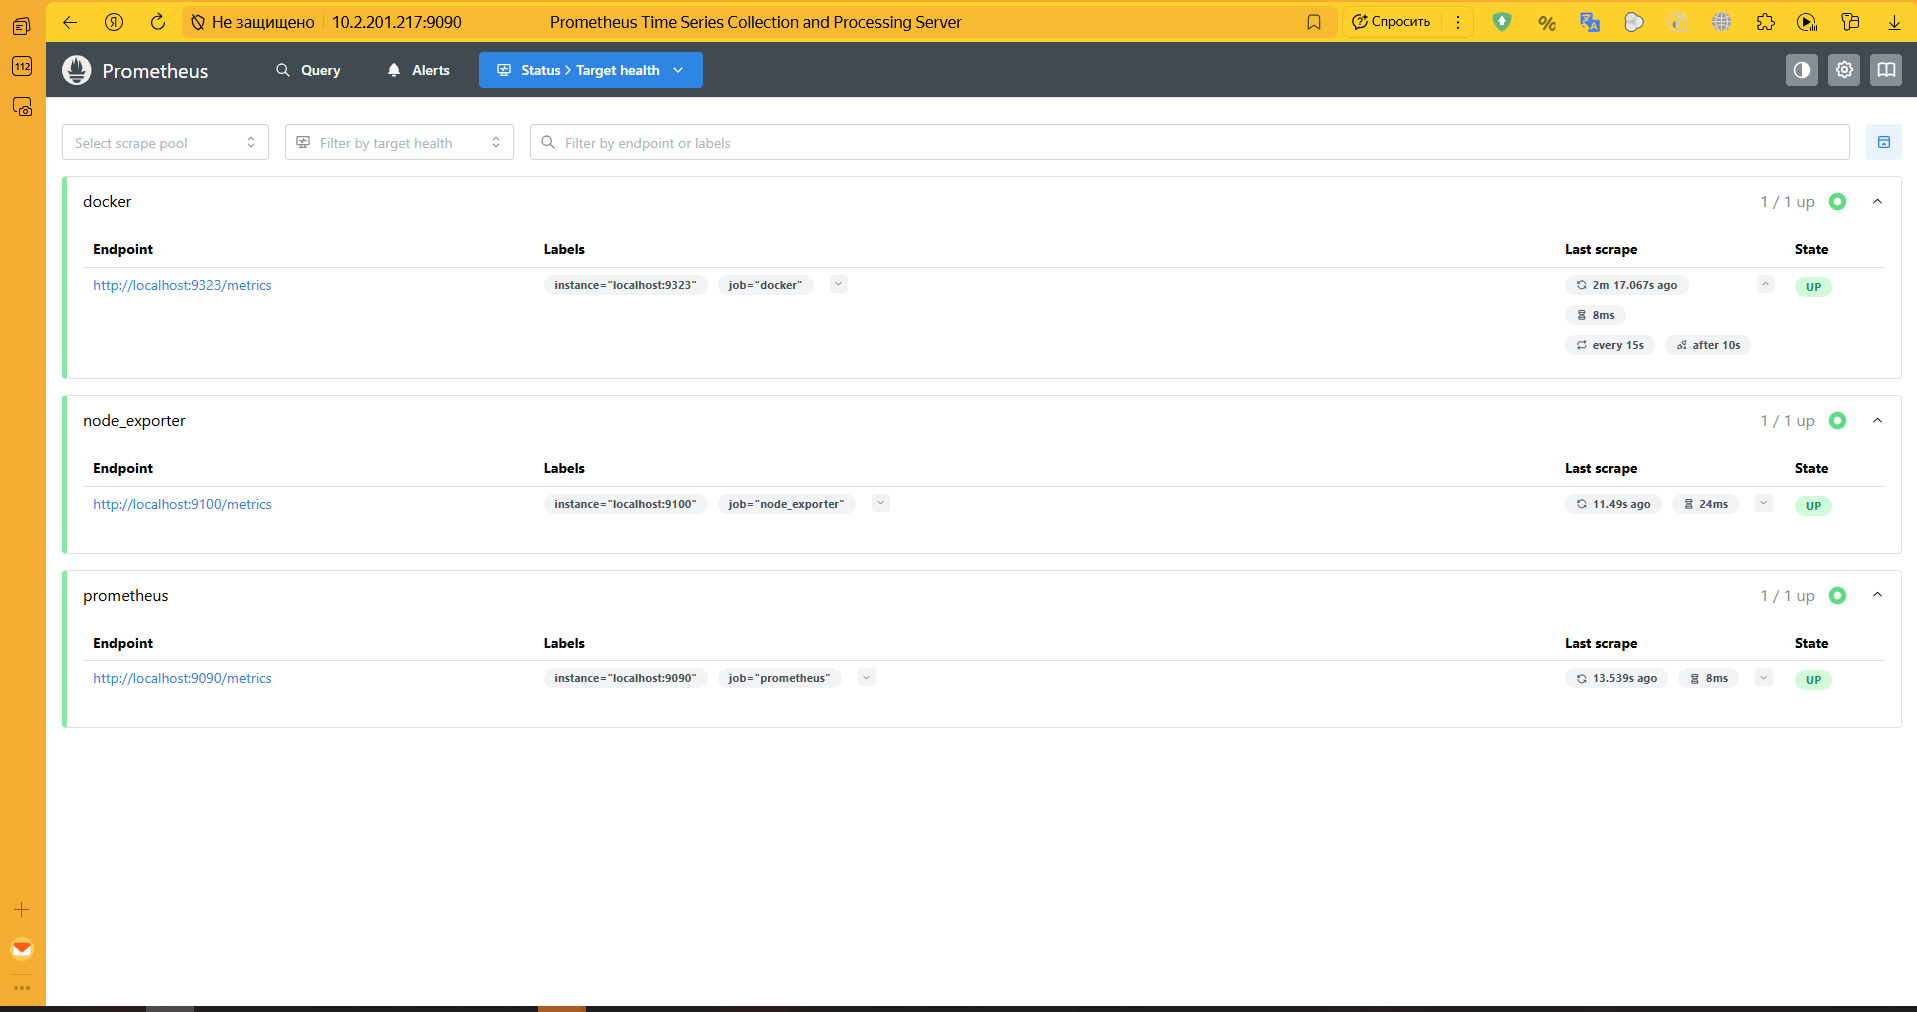 Не защищено 10.2.201.217:9090 Prometheus Time Series Collection and Processing Server Спросить
112
Prometheus Query Alerts Status > Target health
Select scrape pool Filter by target health Filter by endpoint or labels
docker 1 / 1 up
Endpoint Labels Last scrape State
http://localhost:9323/metrics instance="localhost:9323" job="docker" 2m 17.067s ago UP
8ms
every 15s after 10s
node_exporter 1 / 1 up
Endpoint Labels Last scrape State
http://localhost:9100/metrics instance="localhost:9100" job="node_exporter" 11.49s ago 24ms UP
prometheus 1 / 1 up
Endpoint Labels Last scrape State
http://localhost:9090/metrics instance="localhost:9090" job="prometheus" 13.539s ago 8ms UP